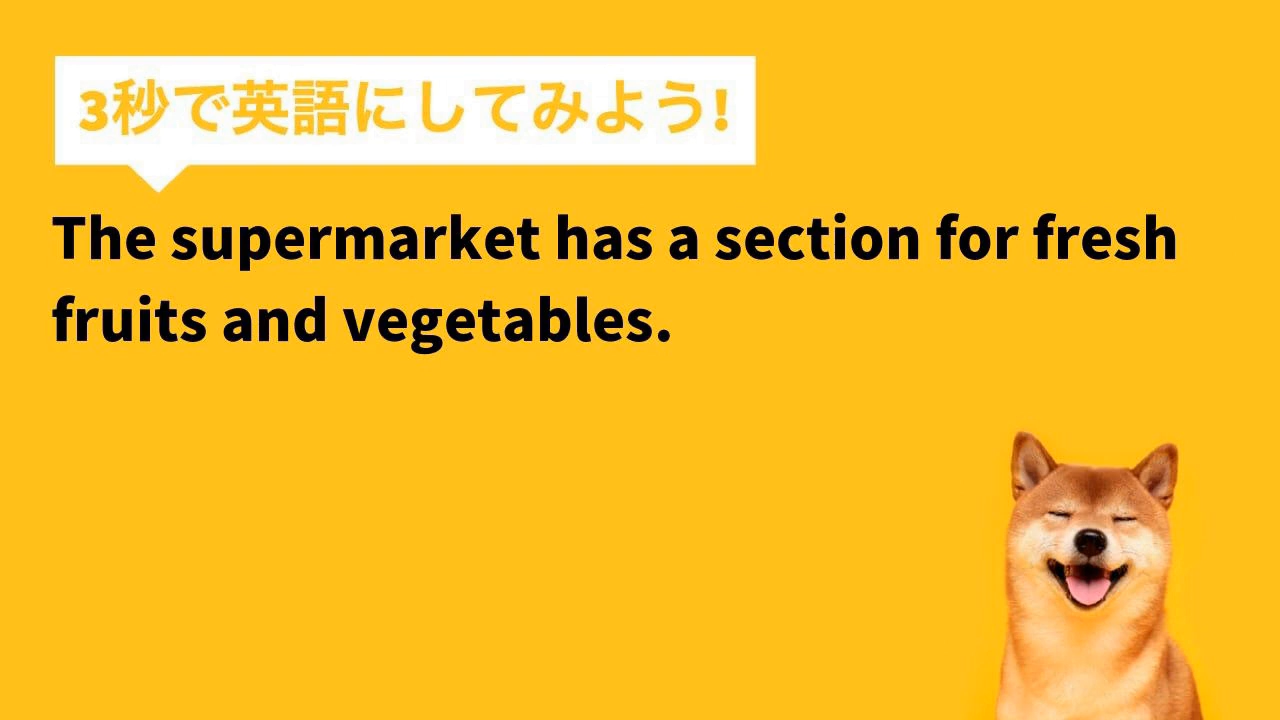 3秒で英語にしてみよう!
The supermarket has a section for fresh
fruits and vegetables.